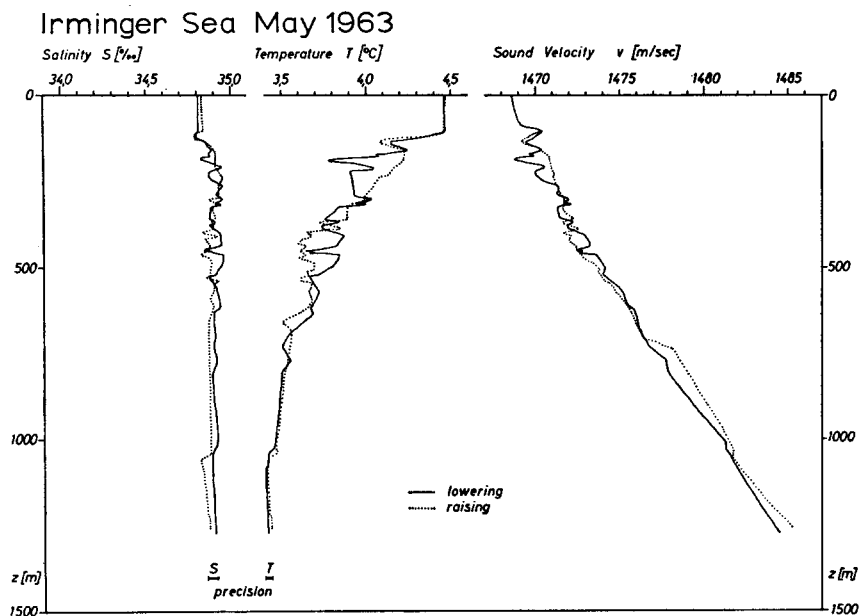 Irminger Sea May 1963
Salinity S [‰] Temperature T [°C] Sound Velocity v [m/sec]
34,0 34,5 35,0 3,5 4,0 4,5 1470 1475 1480 1485
0 0
500 500
1000 1000
lowering
raising
S T
z [m] precision z [m]
1500 1500